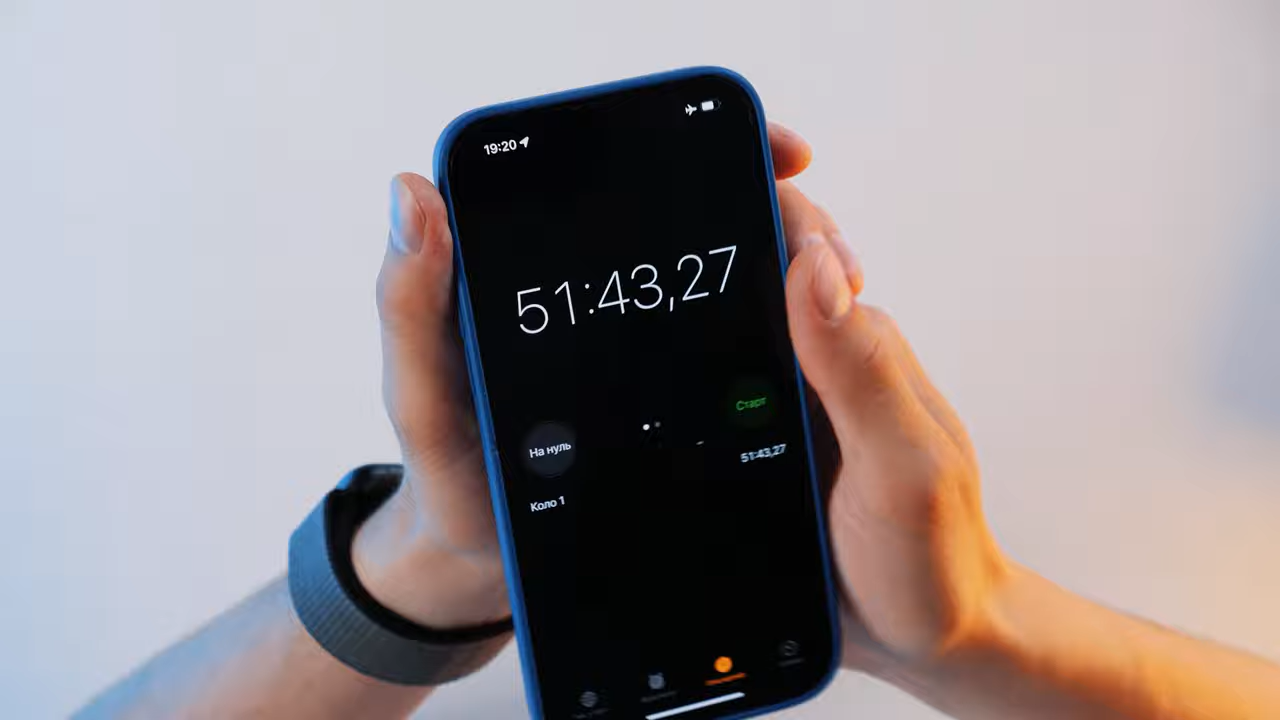 19:20
51:43,27
На нуль
Старт
51:43,27
Коло 1